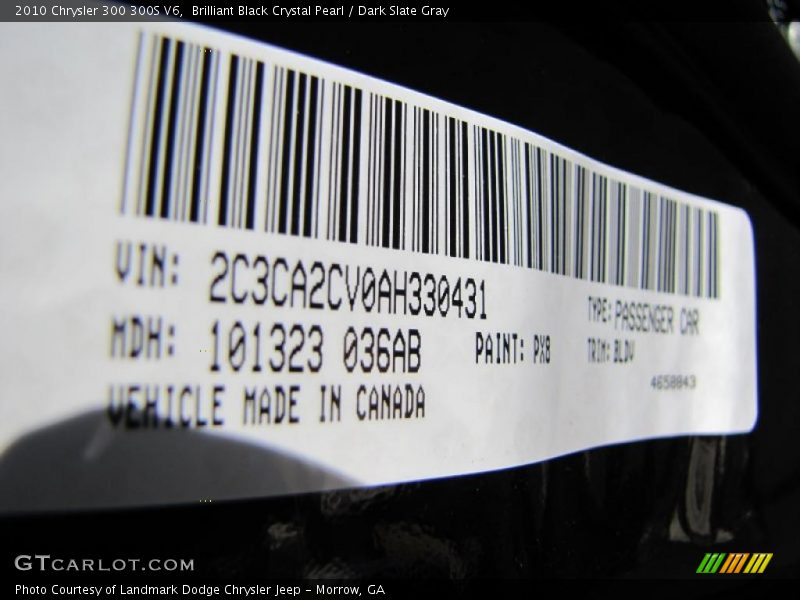 2010 Chrysler 300 300S V6, Brilliant Black Crystal Pearl / Dark Slate Gray
VIN: 2C3CA2CV0AH330431
TYPE: PASSENGER CAR
MDH: 101323 036AB
PAINT: PX8
TRIM: BLDV
4658843
VEHICLE MADE IN CANADA
GTCARLOT.COM
Photo Courtesy of Landmark Dodge Chrysler Jeep - Morrow, GA